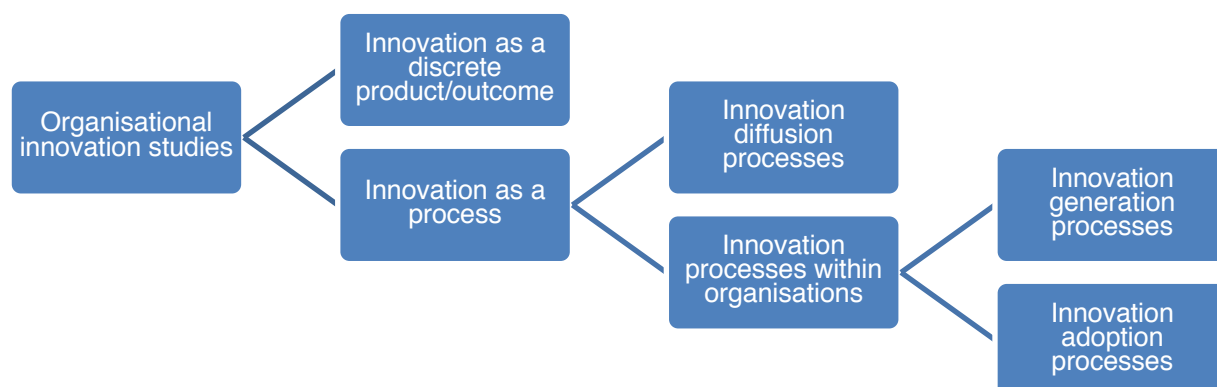 Organisational
innovation studies
Innovation as a
discrete
product/outcome
Innovation as a
process
Innovation
diffusion
processes
Innovation
processes within
organisations
Innovation
generation
processes
Innovation
adoption
processes